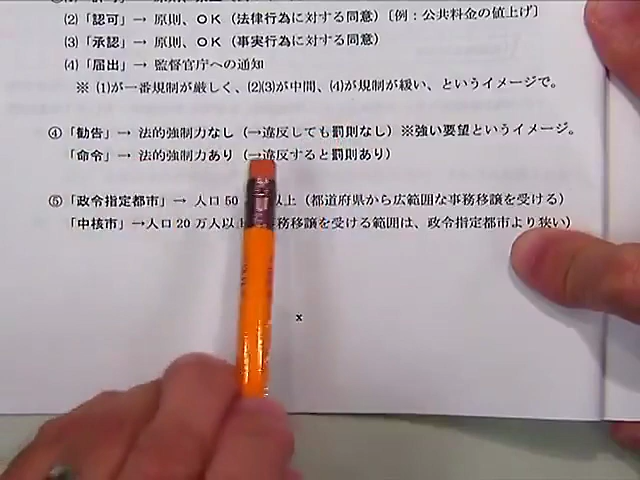 (2)「認可」→ 原則、ＯＫ（法律行為に対する同意）[例：公共料金の値上げ]
(3)「承認」→ 原則、ＯＫ（事実行為に対する同意）
(4)「届出」→ 監督官庁への通知
※ (1)が一番規制が厳しく、(2)(3)が中間、(4)が規制が緩い、というイメージで。
④「勧告」→ 法的強制力なし（→違反しても罰則なし）※強い要望というイメージ。
「命令」→ 法的強制力あり（→違反すると罰則あり）
⑤「政令指定都市」→ 人口 50 以上（都道府県から広範囲な事務移譲を受ける）
「中核市」→人口 20 万人以 事務移譲を受ける範囲は、政令指定都市より狭い）
x